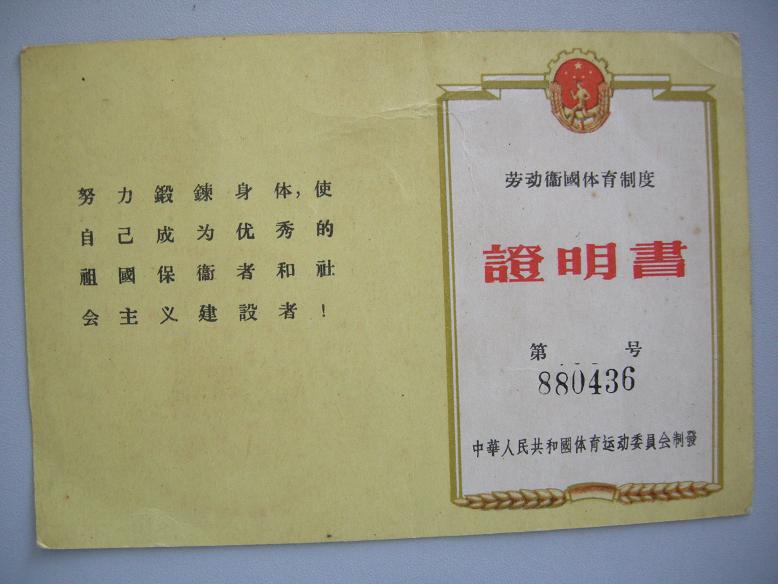 努力鍛鍊身体，使
自己成为优秀的
祖國保衞者和社
会主义建設者！
劳动衞國体育制度
證明書
第 号
880436
中華人民共和國体育运动委員会制發